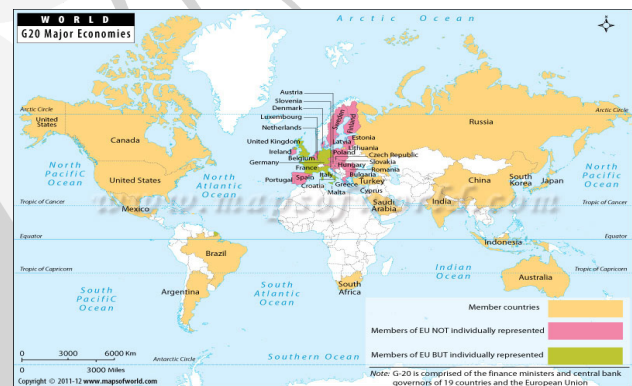 WORLD
G20 Major Economies
Arctic Ocean
Austria
Slovenia
Denmark
Luxembourg
Netherlands
United Kingdom
Ireland
Belgium
Germany
France
Portugal
Spain
Croatia
Italy
Malta
Greece
Cyprus
Sweden
Finland
Estonia
Latvia
Lithuania
Poland
Czech Republic
Slovakia
Hungary
Romania
Bulgaria
Turkey
Arctic Circle
Arctic Circle
United States
Canada
United States
Mexico
Russia
China
South Korea
Japan
India
Saudi Arabia
Indonesia
Australia
Brazil
Argentina
South Africa
North PacifiC Ocean
North Atlantic Ocean
North Pacific Ocean
Tropic of Cancer
Tropic of Cancer
www.mapsofworld.com
Equator
Equator
Tropic of Capricorn
Tropic of Capricorn
South PacifiC Ocean
South Atlantic Ocean
Indian Ocean
Southern Ocean
Antarctic Circle
0 3000 6000 Km
0 3000 Miles
Member countries
Members of EU NOT individually represented
Members of EU BUT individually represented
Note: G-20 is comprised of the finance ministers and central bank
governors of 19 countries and the European Union
Copyright © 2011-12 www.mapsofworld.com